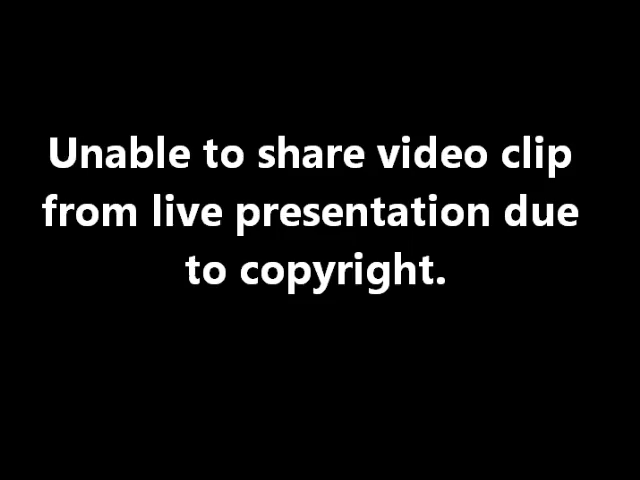 Unable to share video clip
from live presentation due
to copyright.